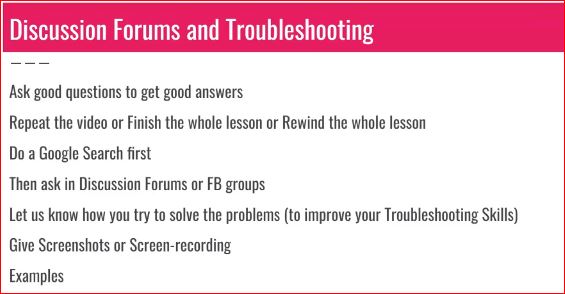 Discussion Forums and Troubleshooting
———
Ask good questions to get good answers
Repeat the video or Finish the whole lesson or Rewind the whole lesson
Do a Google Search first
Then ask in Discussion Forums or FB groups
Let us know how you try to solve the problems (to improve your Troubleshooting Skills)
Give Screenshots or Screen-recording
Examples